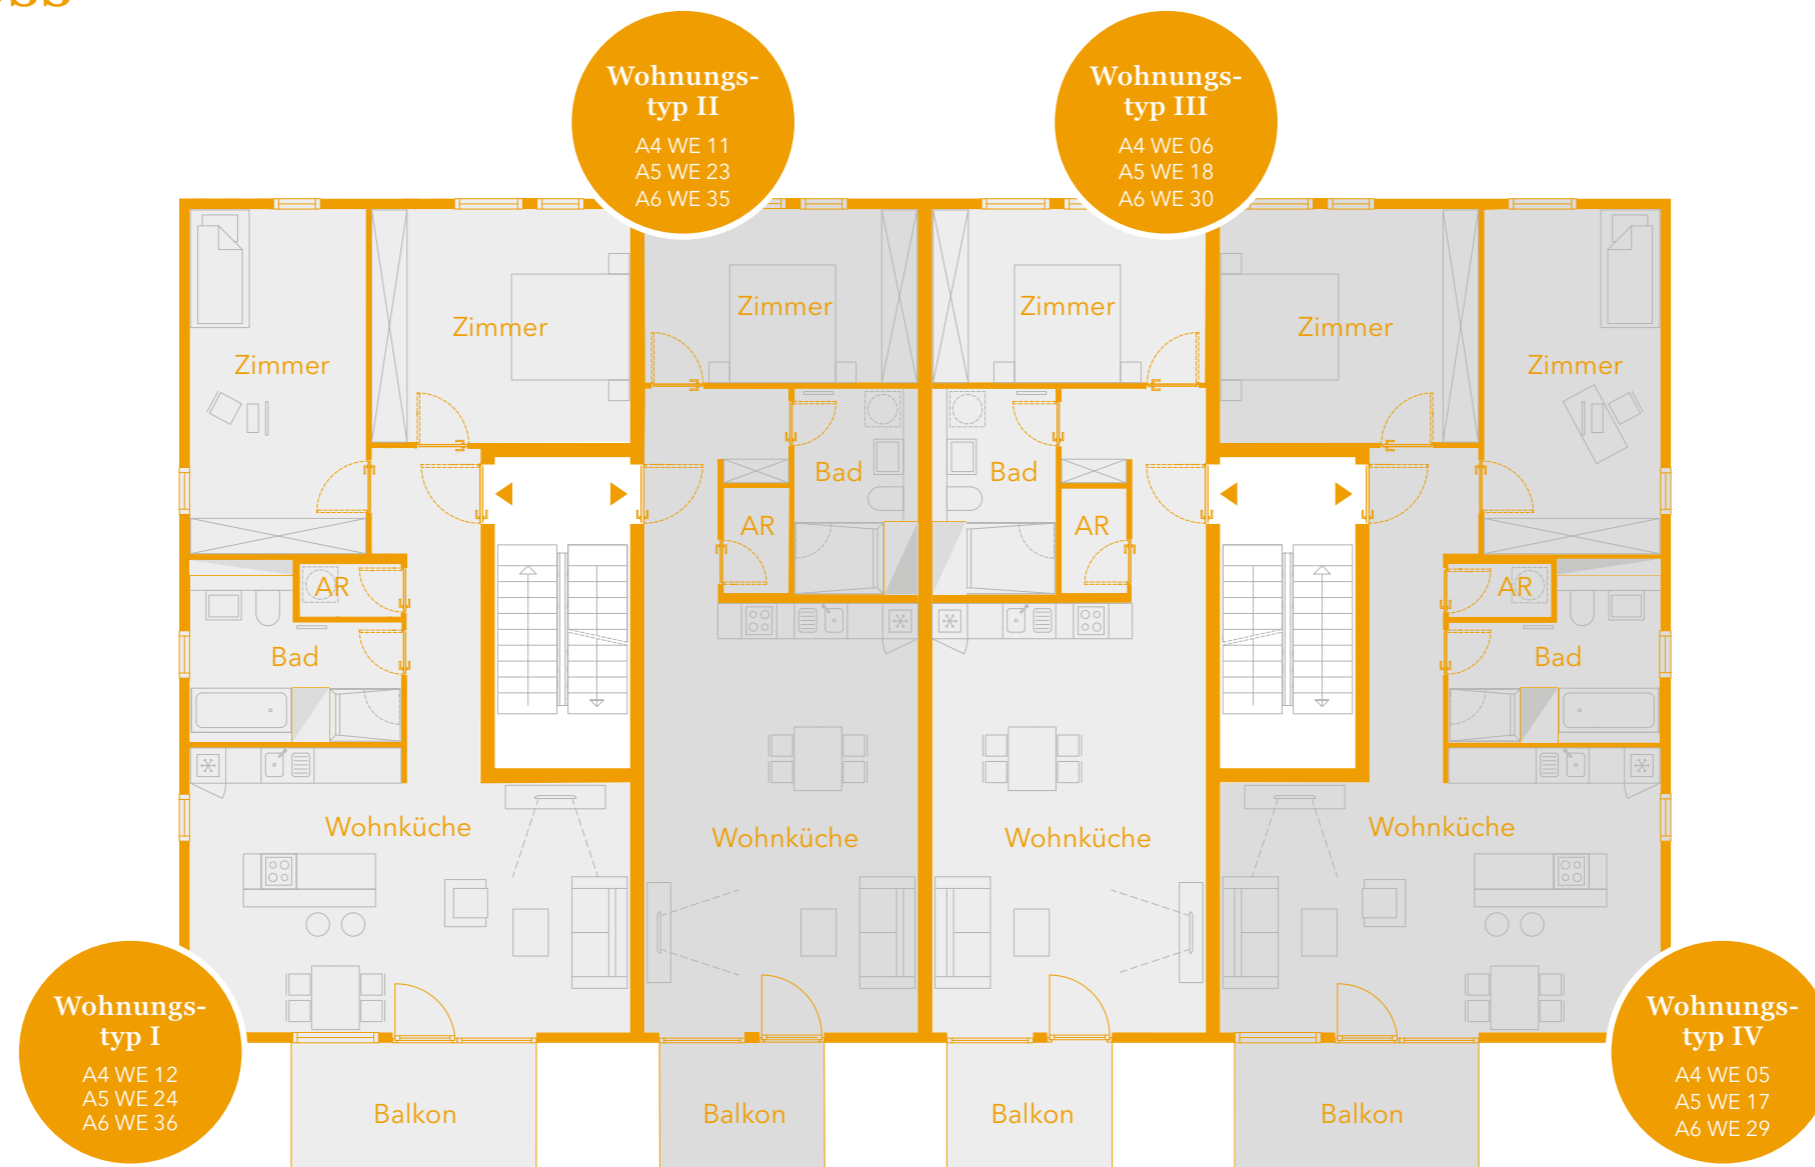 Wohnungs-
typ II
A4 WE 11
A5 WE 23
A6 WE 35
Wohnungs-
typ III
A4 WE 06
A5 WE 18
A6 WE 30
Zimmer
Zimmer
Zimmer
Zimmer
Zimmer
Zimmer
Bad
Bad
AR
AR
AR
AR
Bad
Bad
Wohnküche
Wohnküche
Wohnküche
Wohnküche
Wohnungs-
typ I
A4 WE 12
A5 WE 24
A6 WE 36
Wohnungs-
typ IV
A4 WE 05
A5 WE 17
A6 WE 29
Balkon
Balkon
Balkon
Balkon